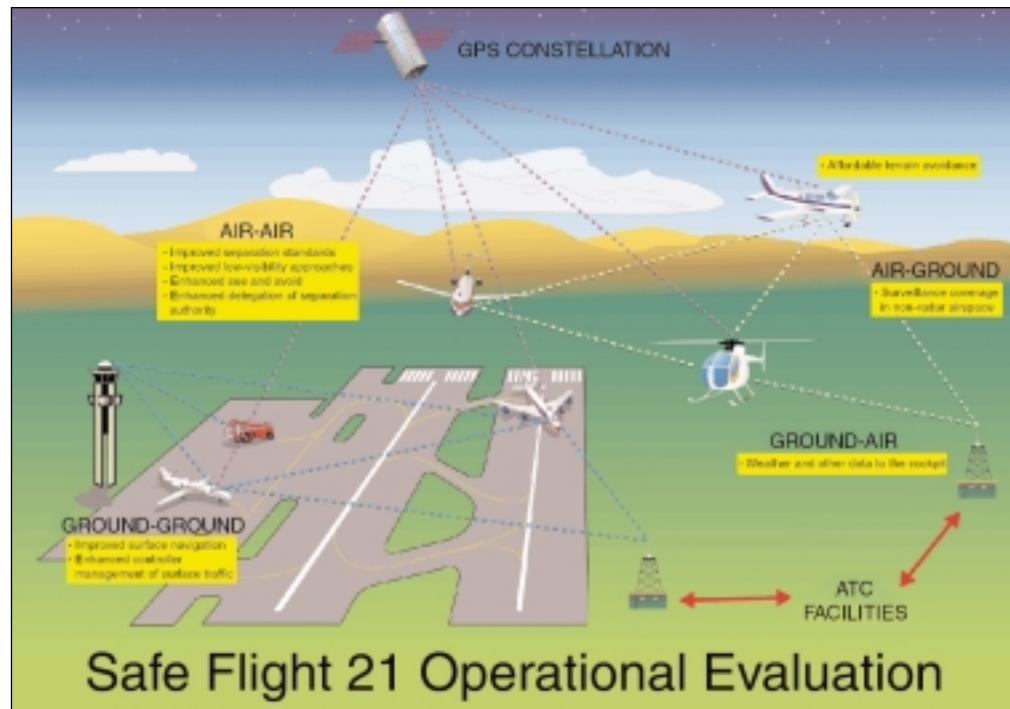 GPS CONSTELLATION
• Affordable terrain avoidance
AIR-AIR
• Improved separation standards
• Improved low-visibility approaches
• Enhanced see and avoid
• Enhanced delegation of separation
authority
AIR-GROUND
• Surveillance coverage
in non-radar airspace
GROUND-AIR
• Weather and other data to the cockpit
GROUND-GROUND
• Improved surface navigation
• Enhanced controller
management of surface traffic
ATC
FACILITIES
Safe Flight 21 Operational Evaluation